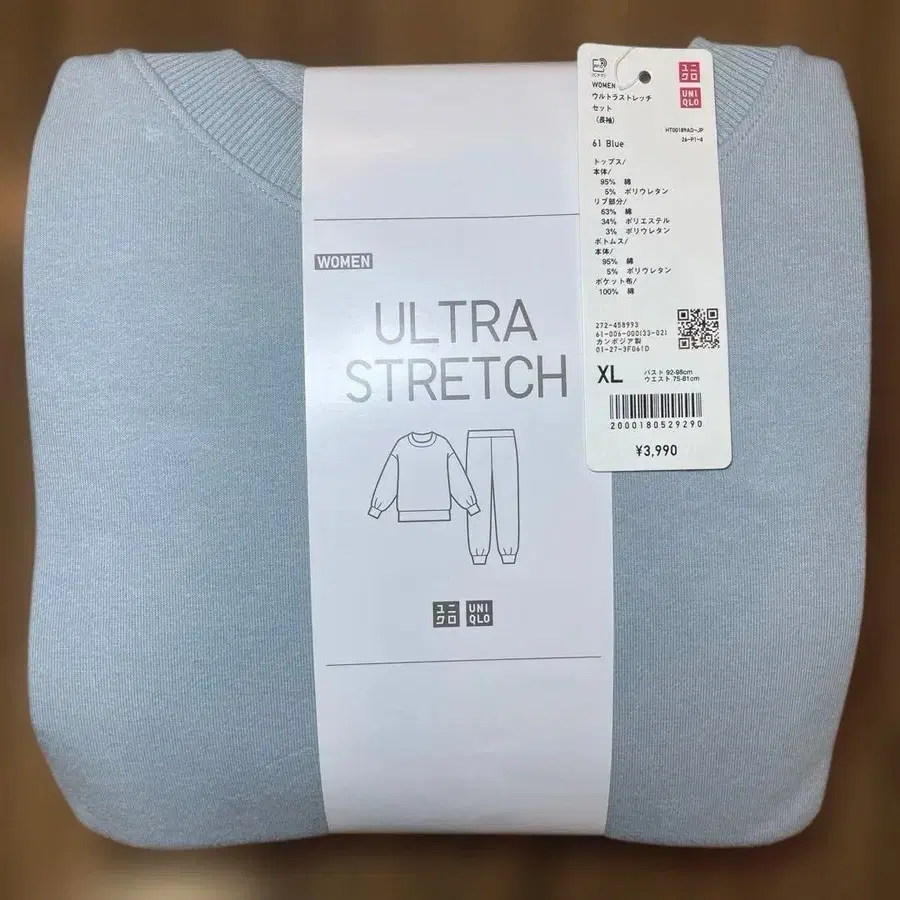 WOMEN
ULTRA
STRETCH
ユニ
クロ
UNI
QLO
ユニ
クロ
UNI
QLO
WOMEN
ウルトラストレッチ
セット
(長袖)
HT00189AO-JP
26-P1-4
61 Blue
トップス/
本体/
95% 綿
5% ポリウレタン
リブ部分/
63% 綿
34% ポリエステル
3% ポリウレタン
ボトムス/
本体/
95% 綿
5% ポリウレタン
ポケット布/
100% 綿
272-458993
61-006-000(33-02)
カンボジア製
01-27-3F061D
XL
バスト 92-98cm
ウエスト 75-81cm
2000180529290
¥3,990